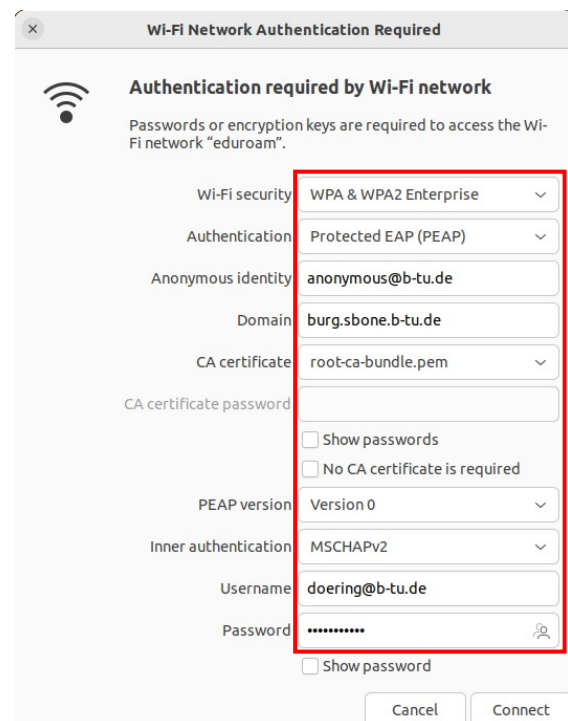 Wi-Fi Network Authentication Required
Authentication required by Wi-Fi network
Passwords or encryption keys are required to access the Wi-
Fi network “eduroam”.
Wi-Fi security WPA & WPA2 Enterprise
Authentication Protected EAP (PEAP)
Anonymous identity anonymous@b-tu.de
Domain burg.sbone.b-tu.de
CA certificate root-ca-bundle.pem
CA certificate password
Show passwords
No CA certificate is required
PEAP version Version 0
Inner authentication MSCHAPv2
Username doering@b-tu.de
Password •••••••••••
Show password
Cancel Connect